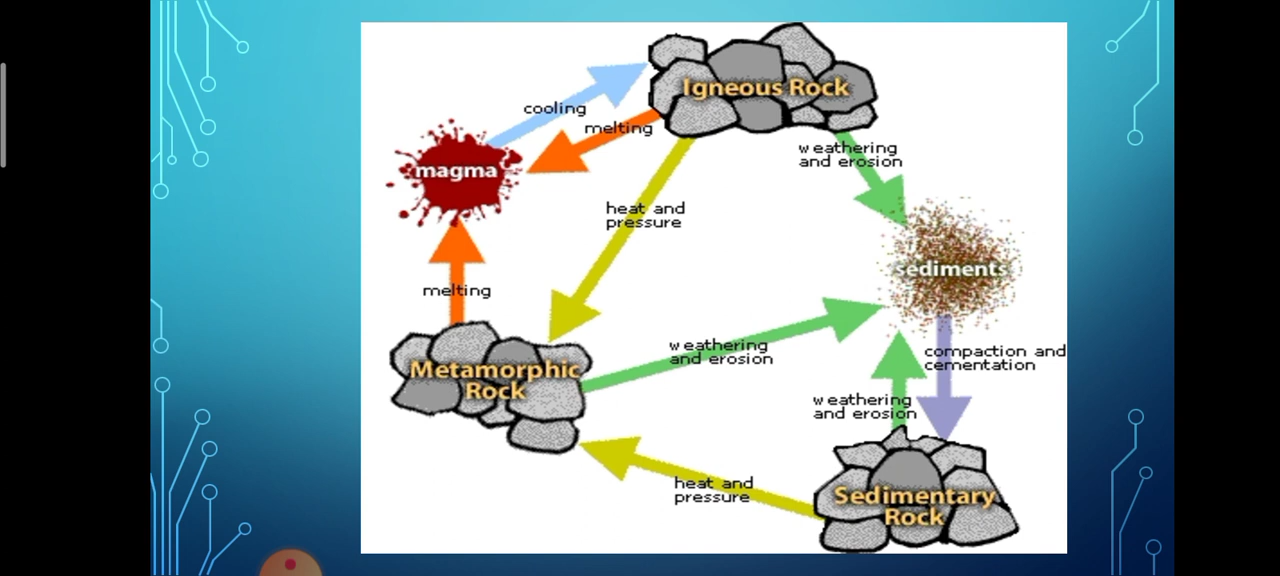 Igneous Rock
cooling
melting
weathering
and erosion
magma
heat and
pressure
sediments
melting
weathering
and erosion
compaction and
cementation
Metamorphic
Rock
weathering
and erosion
heat and
pressure
Sedimentary
Rock